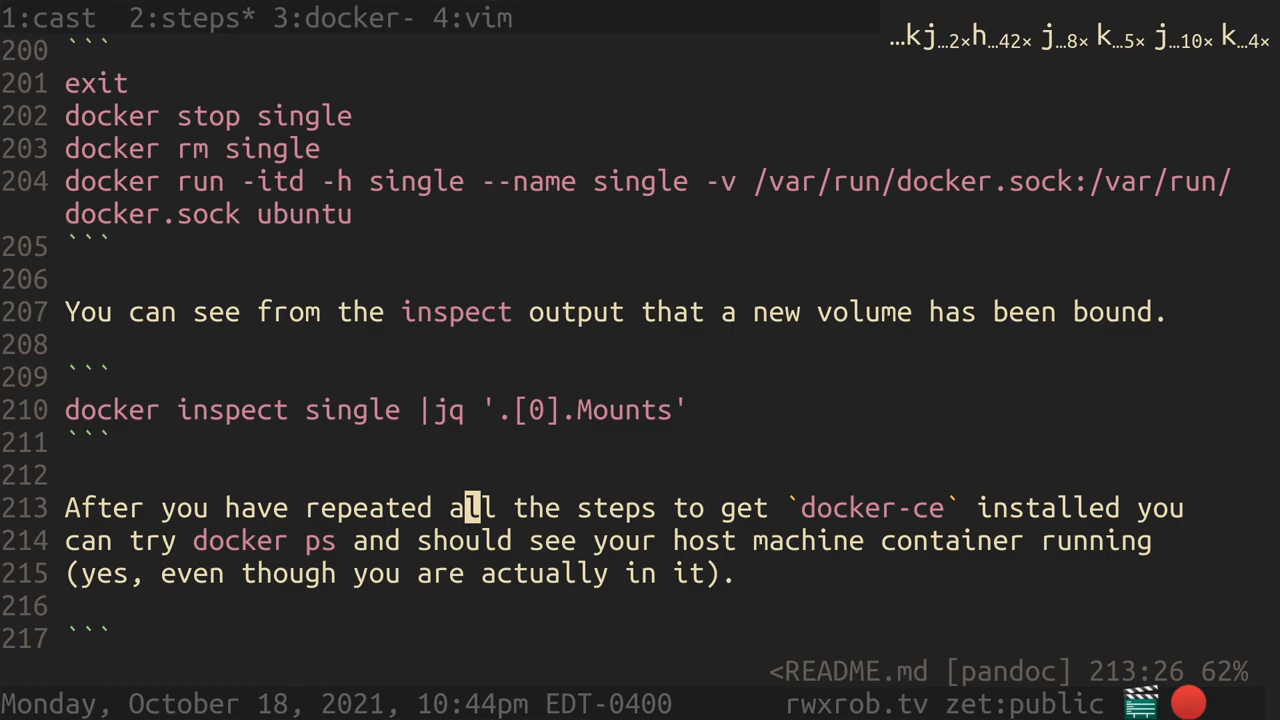 1:cast  2:steps* 3:docker- 4:vim
…kj…2×h…42× j…8× k…5× j…10× k…4×
200 ```
201 exit
202 docker stop single
203 docker rm single
204 docker run -itd -h single --name single -v /var/run/docker.sock:/var/run/
docker.sock ubuntu
205 ```
206
207 You can see from the inspect output that a new volume has been bound.
208
209 ```
210 docker inspect single |jq '.[0].Mounts'
211 ```
212
213 After you have repeated all the steps to get `docker-ce` installed you
214 can try docker ps and should see your host machine container running
215 (yes, even though you are actually in it).
216
217 ```
<README.md [pandoc] 213:26 62%
Monday, October 18, 2021, 10:44pm EDT-0400 rwxrob.tv zet:public